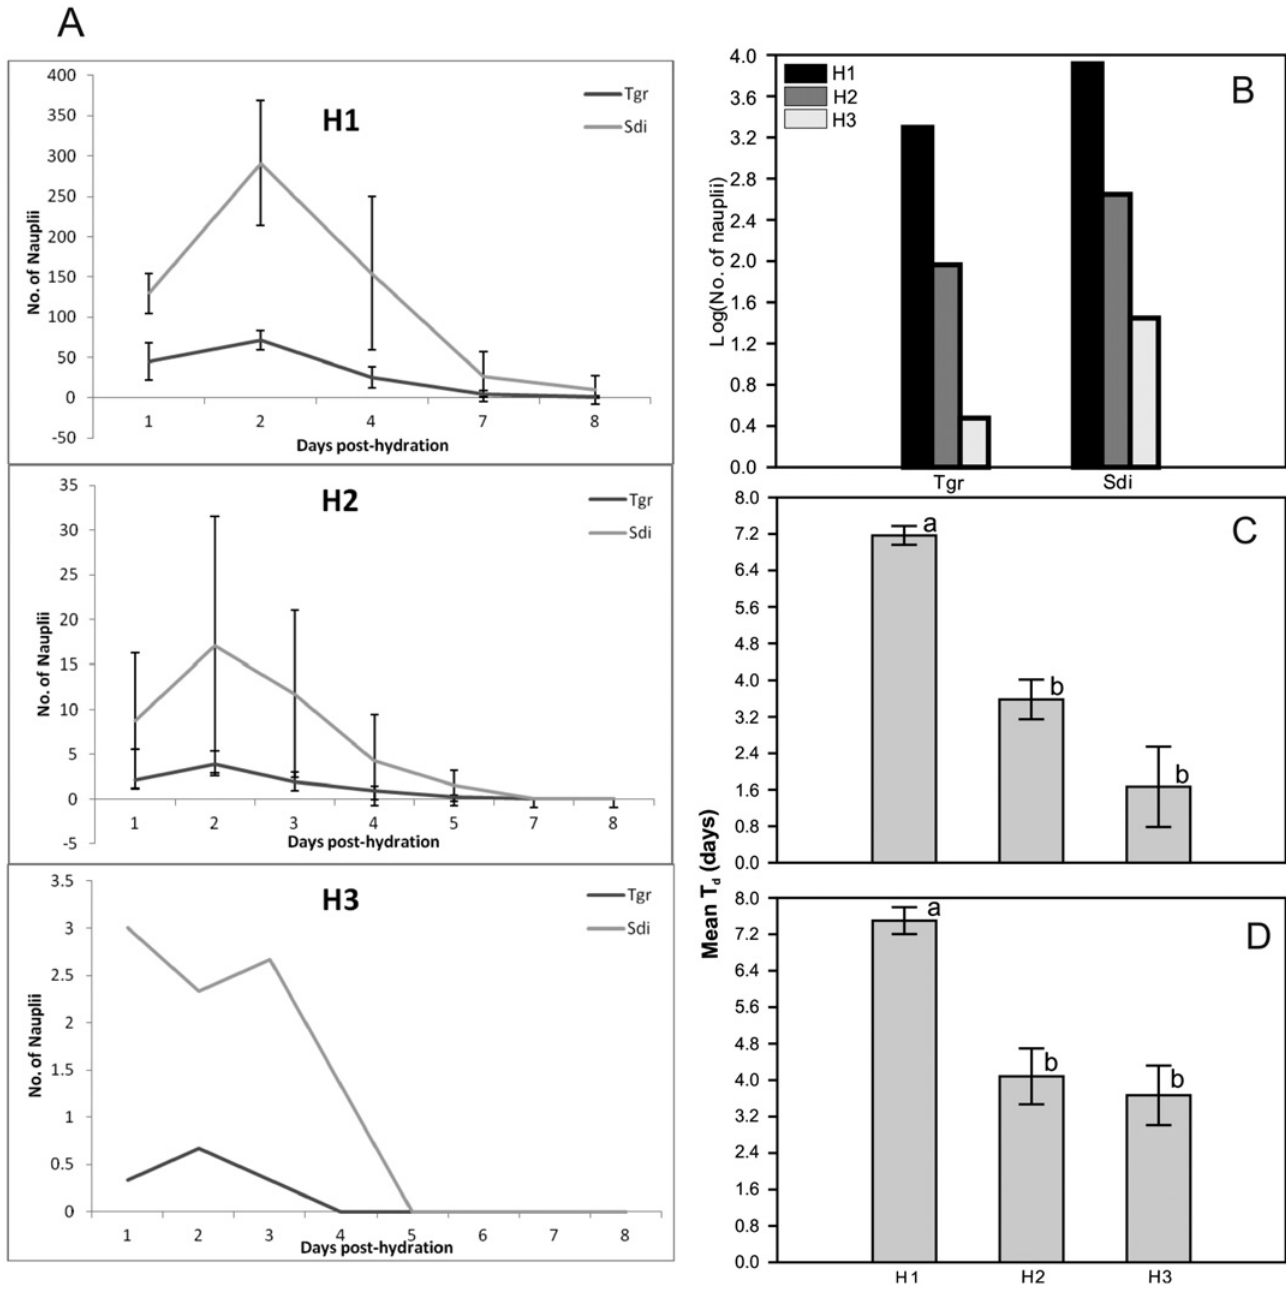 A
400
350
300
250
200
150
100
50
0
-50
No. of Nauplii
H1
Tgr
Sdi
1 2 4 7 8
Days post-hydration
35
30
25
20
15
10
5
0
-5
No. of Nauplii
H2
Tgr
Sdi
1 2 3 4 5 7 8
Days post-hydration
3.5
3
2.5
2
1.5
1
0.5
0
No. of Nauplii
H3
Tgr
Sdi
1 2 3 4 5 6 7 8
Days post-hydration
B
4.0
3.6
3.2
2.8
2.4
2.0
1.6
1.2
0.8
0.4
0.0
Log(No. of nauplii)
H1
H2
H3
Tgr Sdi
C
8.0
7.2
6.4
5.6
4.8
4.0
3.2
2.4
1.6
0.8
0.0
a
b
b
Mean Td (days)
D
8.0
7.2
6.4
5.6
4.8
4.0
3.2
2.4
1.6
0.8
0.0
a
b
b
H1 H2 H3